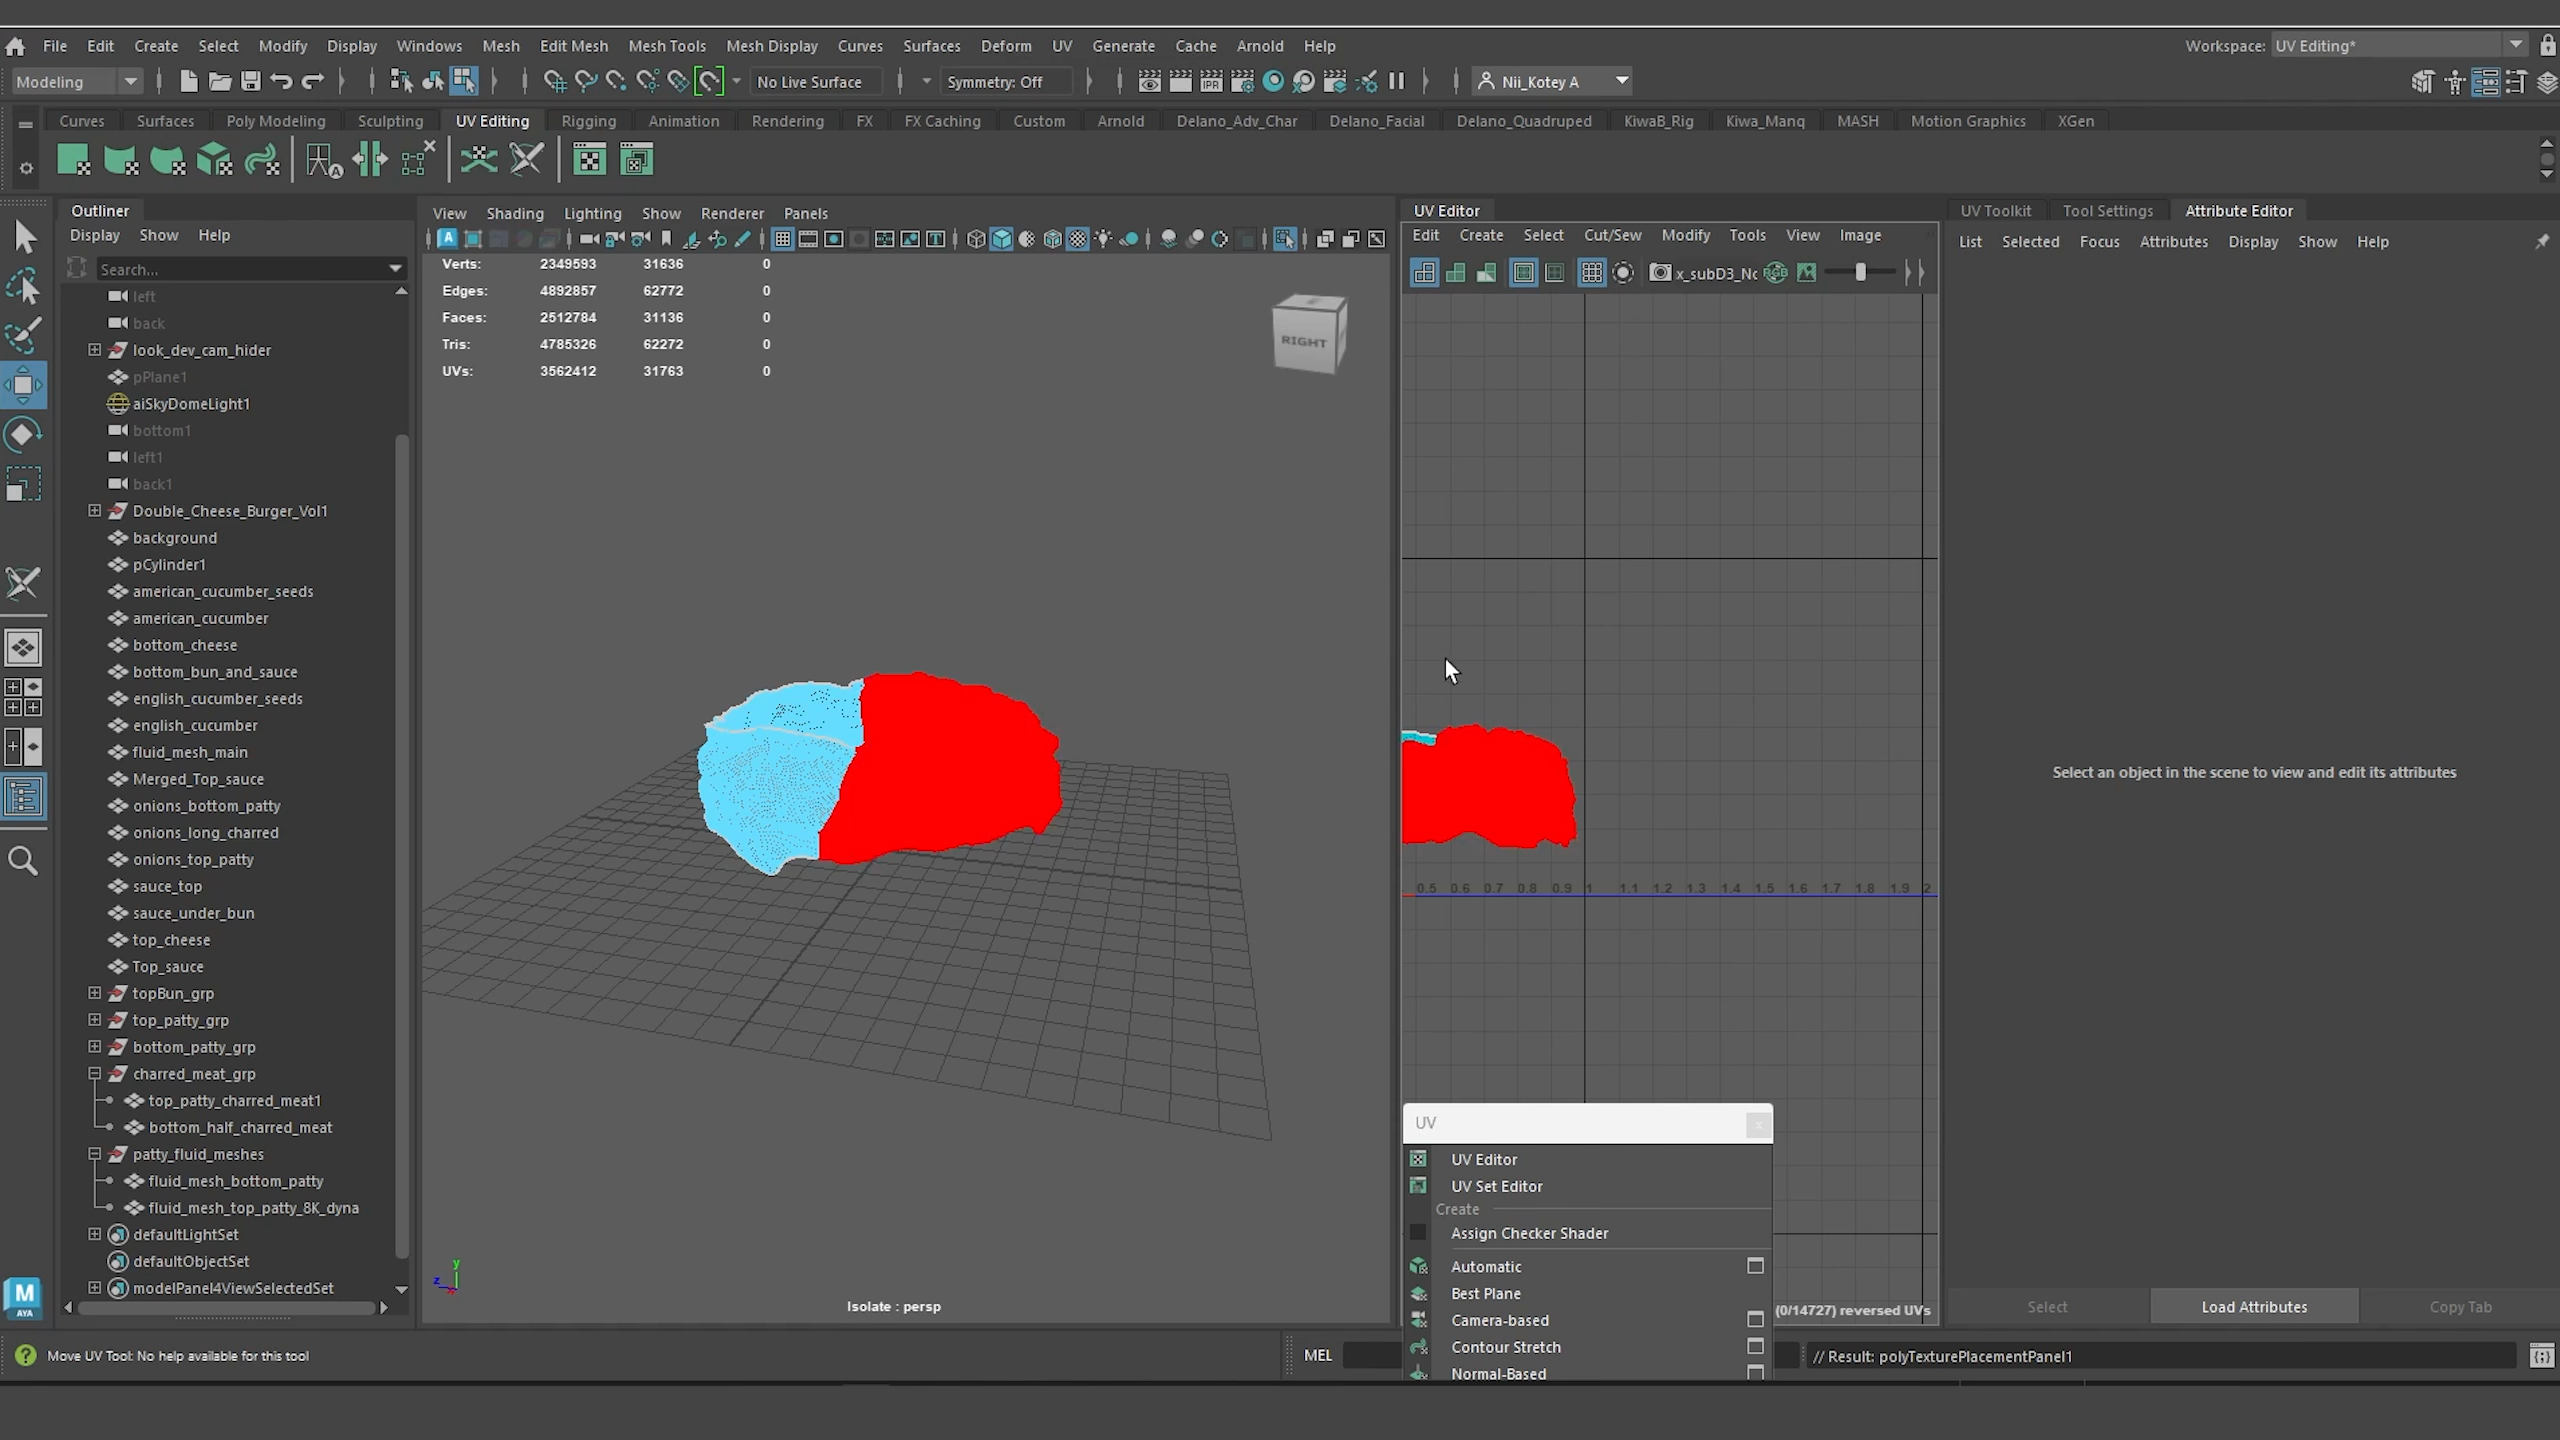 File Edit Create Select Modify Display Windows Mesh Edit Mesh Mesh Tools Mesh Display Curves Surfaces Deform UV Generate Cache Arnold Help
Workspace: UV Editing*
Modeling
No Live Surface
Symmetry: Off
IPR
Nii_Kotey A
Curves Surfaces Poly Modeling Sculpting UV Editing Rigging Animation Rendering FX FX Caching Custom Arnold Delano_Adv_Char Delano_Facial Delano_Quadruped KiwaB_Rig Kiwa_Manq MASH Motion Graphics XGen
Outliner
Display Show Help
Search...
left
back
look_dev_cam_hider
pPlane1
aiSkyDomeLight1
bottom1
left1
back1
Double_Cheese_Burger_Vol1
background
pCylinder1
american_cucumber_seeds
american_cucumber
bottom_cheese
bottom_bun_and_sauce
english_cucumber_seeds
english_cucumber
fluid_mesh_main
Merged_Top_sauce
onions_bottom_patty
onions_long_charred
onions_top_patty
sauce_top
sauce_under_bun
top_cheese
Top_sauce
topBun_grp
top_patty_grp
bottom_patty_grp
charred_meat_grp
top_patty_charred_meat1
bottom_half_charred_meat
patty_fluid_meshes
fluid_mesh_bottom_patty
fluid_mesh_top_patty_8K_dyna
defaultLightSet
defaultObjectSet
modelPanel4ViewSelectedSet
View Shading Lighting Show Renderer Panels
Verts: 2349593 31636 0
Edges: 4892857 62772 0
Faces: 2512784 31136 0
Tris: 4785326 62272 0
UVs: 3562412 31763 0
RIGHT
y
z
Isolate : persp
UV Editor
Edit Create Select Cut/Sew Modify Tools View Image
x_subD3_Nc
RGB
0.5 0.6 0.7 0.8 0.9 1 1.1 1.2 1.3 1.4 1.5 1.6 1.7 1.8 1.9 2
UV
UV Editor
UV Set Editor
Create
Assign Checker Shader
Automatic
Best Plane
Camera-based
Contour Stretch
Normal-Based
(0/14727) reversed UVs
UV Toolkit Tool Settings Attribute Editor
List Selected Focus Attributes Display Show Help
Select an object in the scene to view and edit its attributes
Select Load Attributes Copy Tab
M
AYA
Move UV Tool: No help available for this tool
MEL
// Result: polyTexturePlacementPanel1